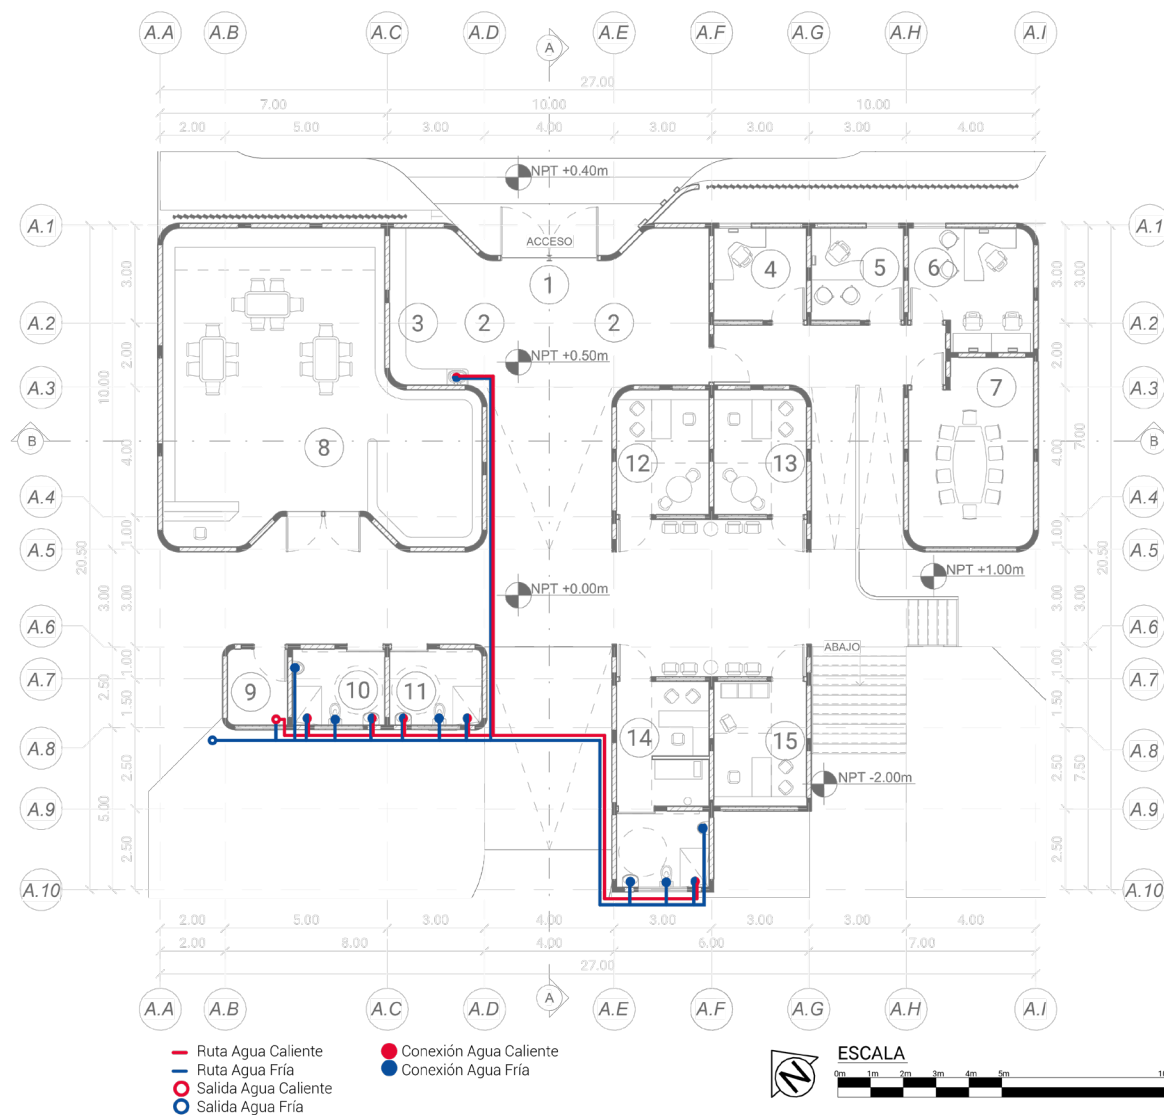 A.A A.B A.C A.D A.E A.F A.G A.H A.I
A
27.00
7.00 10.00 10.00
2.00 5.00 3.00 4.00 3.00 3.00 3.00 4.00
NPT +0.40m
A.1 A.1
ACCESO
3.00 1 4 5 6 3.00 3.00
A.2 3 2 2 A.2
2.00 NPT +0.50m 2.00
A.3 7 A.3
10.00
B 8 12 13 B
4.00 4.00 7.00
A.4 A.4
1.00 1.00
A.5 A.5
20.50 NPT +1.00m 20.50
3.00 3.00 NPT +0.00m 3.00 3.00
A.6 A.6
ABAJO
1.00 1.00
A.7 9 10 11 A.7
2.50 1.50 1.50
A.8 14 15 A.8
2.50 NPT -2.00m 2.50 7.50
A.9 A.9
5.00
2.50 2.50
A.10 A.10
2.00 5.00 3.00 4.00 3.00 3.00 3.00 4.00
2.00 8.00 4.00 6.00 7.00
27.00
A
A.A A.B A.C A.D A.E A.F A.G A.H A.I
Ruta Agua Caliente
Ruta Agua Fría
Salida Agua Caliente
Salida Agua Fría
Conexión Agua Caliente
Conexión Agua Fría
N
ESCALA
0m 1m 2m 3m 4m 5m